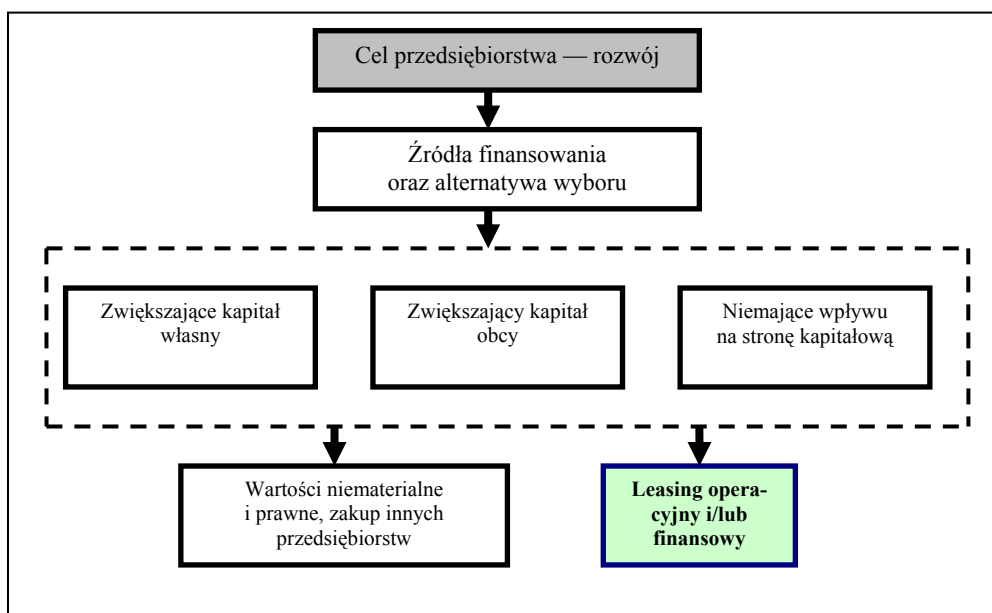 Cel przedsiębiorstwa — rozwój
Źródła finansowania
oraz alternatywa wyboru
Zwiększające kapitał
własny
Zwiększający kapitał
obcy
Niemające wpływu
na stronę kapitałową
Wartości niematerialne
i prawne, zakup innych
przedsiębiorstw
Leasing opera-
cyjny i/lub
finansowy